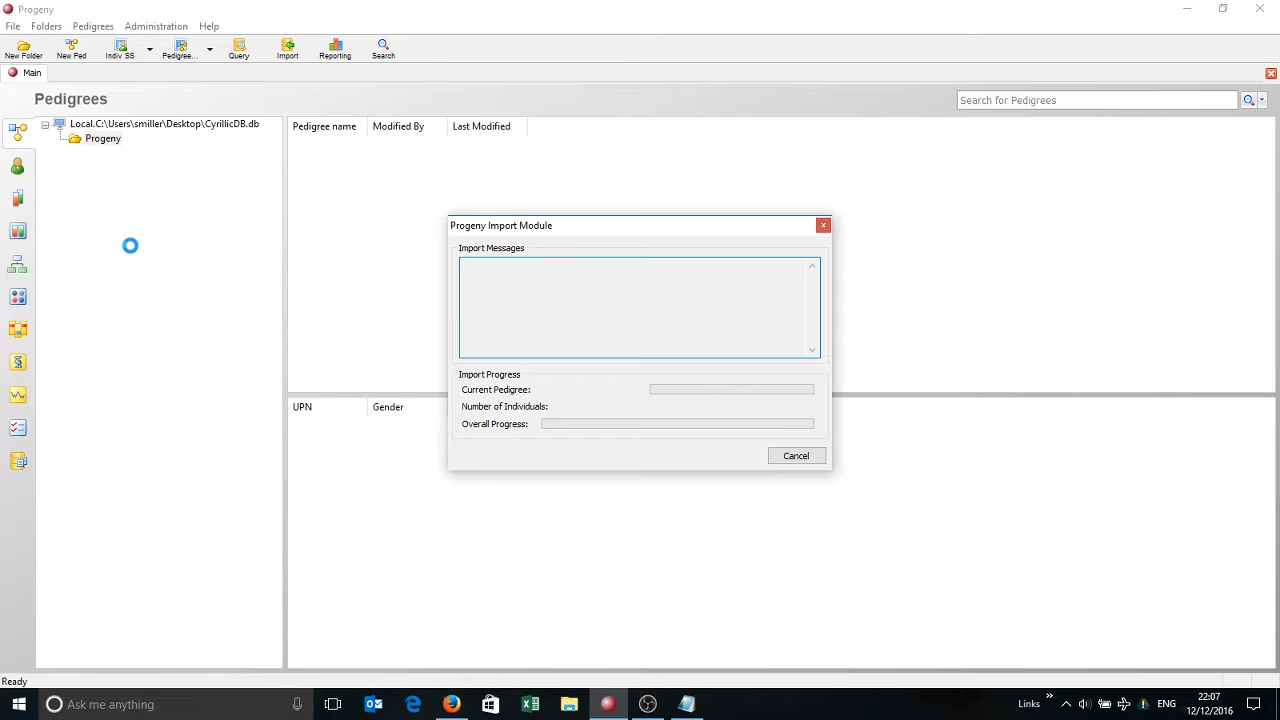 Progeny
File Folders Pedigrees Administration Help
New Folder New Ped Indiv SS Pedigree... Query Import Reporting Search
Main
Pedigrees
Search for Pedigrees
Local.C:\Users\smiller\Desktop\CyrillicDB.db
Progeny
Pedigree name Modified By Last Modified
Progeny Import Module
Import Messages
Import Progress
Current Pedigree:
Number of Individuals:
Overall Progress:
Cancel
UPN Gender
Ready
Ask me anything
Links » ENG
22:07
12/12/2016